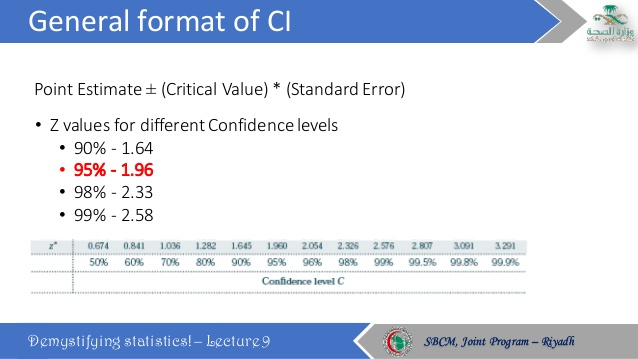 General format of CI
وزارة الصحة
Point Estimate ± (Critical Value) * (Standard Error)
• Z values for different Confidence levels
• 90% - 1.64
• 95% - 1.96
• 98% - 2.33
• 99% - 2.58
z* 0.674 0.841 1.036 1.282 1.645 1.960 2.054 2.326 2.576 2.807 3.091 3.291
50% 60% 70% 80% 90% 95% 96% 98% 99% 99.5% 99.8% 99.9%
Confidence level C
Demystifying statistics! – Lecture 9
SBCM, Joint Program – Riyadh